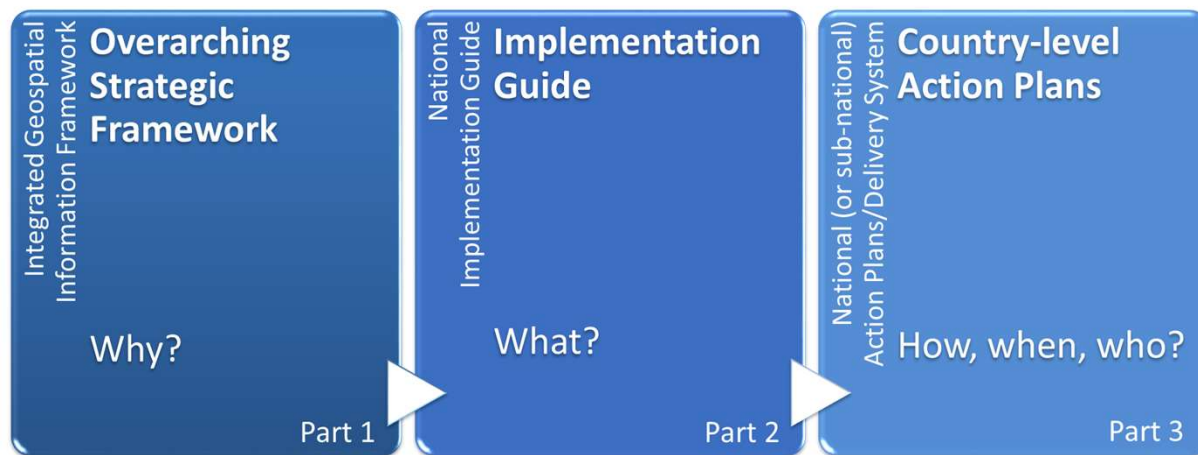 Integrated Geospatial
Information Framework
Overarching
Strategic
Framework
Why?
Part 1
National
Implementation Guide
Implementation
Guide
What?
Part 2
National (or sub-national)
Action Plans/Delivery System
Country-level
Action Plans
How, when, who?
Part 3